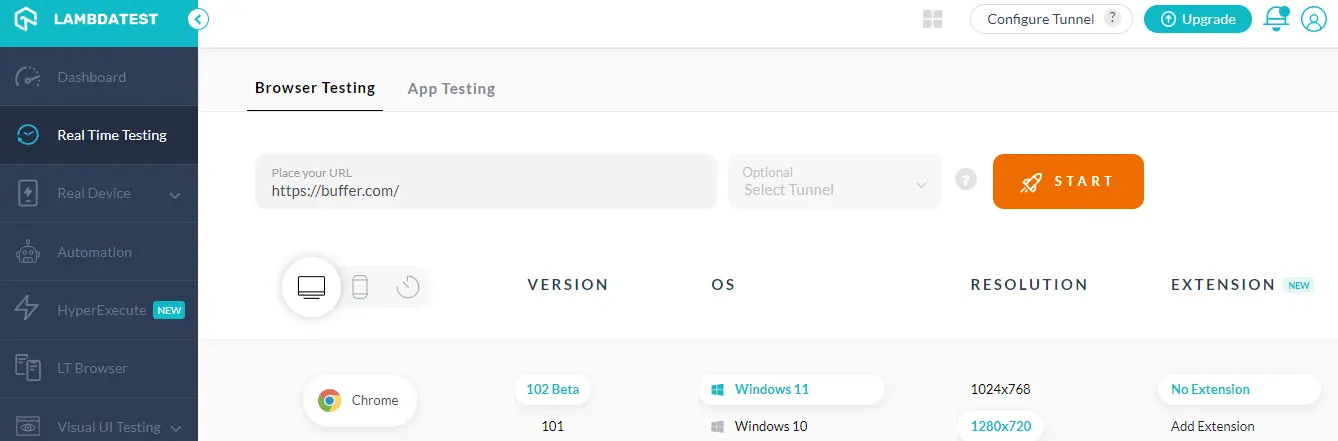 LAMBDATEST
Configure Tunnel ?
Upgrade
Dashboard
Real Time Testing
Real Device
Automation
HyperExecute NEW
LT Browser
Visual UI Testing
Browser Testing App Testing
Place your URL
https://buffer.com/
Optional
Select Tunnel
?
START
VERSION OS RESOLUTION EXTENSION NEW
Chrome
102 Beta Windows 11 1024x768 No Extension
101 Windows 10 1280x720 Add Extension